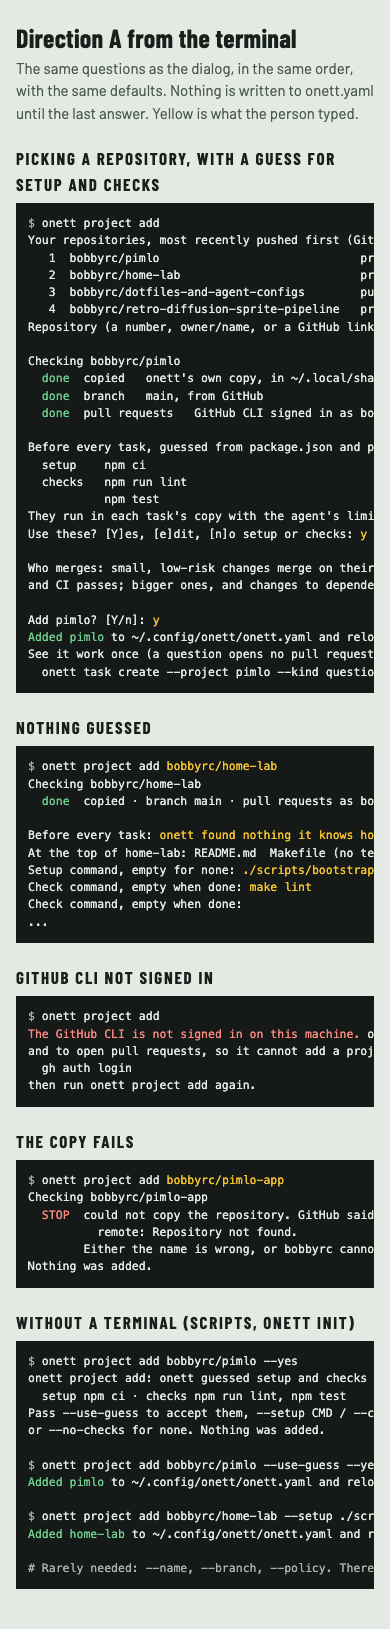 Direction A from the terminal
The same questions as the dialog, in the same order,
with the same defaults. Nothing is written to onett.yaml
until the last answer. Yellow is what the person typed.
PICKING A REPOSITORY, WITH A GUESS FOR
SETUP AND CHECKS
$ onett project add
Your repositories, most recently pushed first (Git
1 bobbyrc/pimlo pr
2 bobbyrc/home-lab pr
3 bobbyrc/dotfiles-and-agent-configs pu
4 bobbyrc/retro-diffusion-sprite-pipeline pr
Repository (a number, owner/name, or a GitHub link
Checking bobbyrc/pimlo
done copied onett's own copy, in ~/.local/sha
done branch main, from GitHub
done pull requests GitHub CLI signed in as bo
Before every task, guessed from package.json and p
setup npm ci
checks npm run lint
npm test
They run in each task's copy with the agent's limi
Use these? [Y]es, [e]dit, [n]o setup or checks: y
Who merges: small, low-risk changes merge on their
and CI passes; bigger ones, and changes to depende
Add pimlo? [Y/n]: y
Added pimlo to ~/.config/onett/onett.yaml and relo
See it work once (a question opens no pull request
onett task create --project pimlo --kind questio
NOTHING GUESSED
$ onett project add bobbyrc/home-lab
Checking bobbyrc/home-lab
done copied · branch main · pull requests as bo
Before every task: onett found nothing it knows ho
At the top of home-lab: README.md Makefile (no te
Setup command, empty for none: ./scripts/bootstrap
Check command, empty when done: make lint
Check command, empty when done:
...
GITHUB CLI NOT SIGNED IN
$ onett project add
The GitHub CLI is not signed in on this machine. o
and to open pull requests, so it cannot add a proj
gh auth login
then run onett project add again.
THE COPY FAILS
$ onett project add bobbyrc/pimlo-app
Checking bobbyrc/pimlo-app
STOP could not copy the repository. GitHub said
remote: Repository not found.
Either the name is wrong, or bobbyrc canno
Nothing was added.
WITHOUT A TERMINAL (SCRIPTS, ONETT INIT)
$ onett project add bobbyrc/pimlo --yes
onett project add: onett guessed setup and checks
setup npm ci · checks npm run lint, npm test
Pass --use-guess to accept them, --setup CMD / --c
or --no-checks for none. Nothing was added.
$ onett project add bobbyrc/pimlo --use-guess --ye
Added pimlo to ~/.config/onett/onett.yaml and relo
$ onett project add bobbyrc/home-lab --setup ./scr
Added home-lab to ~/.config/onett/onett.yaml and r
# Rarely needed: --name, --branch, --policy. There